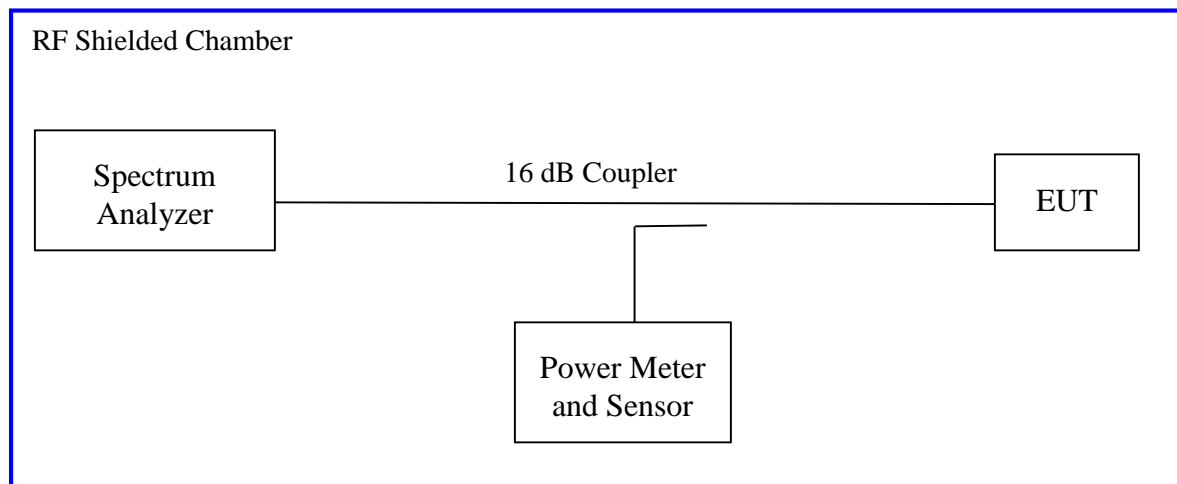 RF Shielded Chamber
16 dB Coupler
Spectrum
Analyzer
EUT
Power Meter
and Sensor